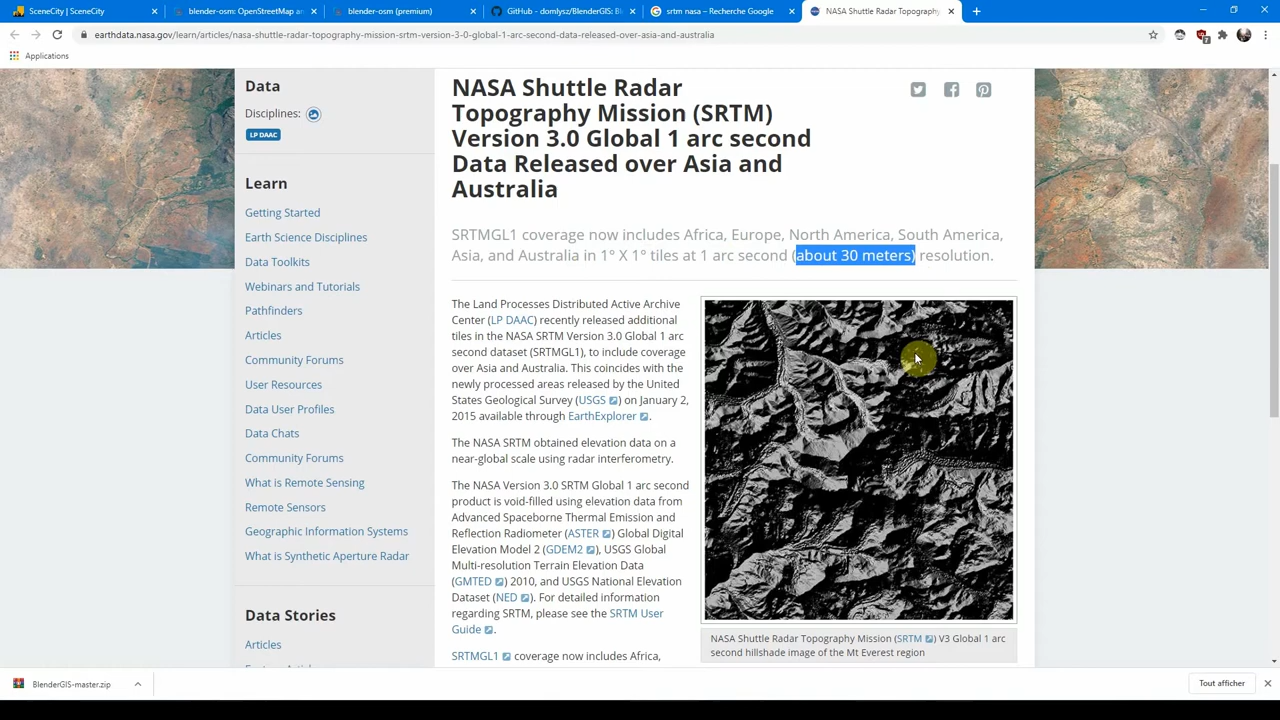 SceneCity | SceneCity
blender-osm: OpenStreetMap an
blender-osm (premium)
GitHub - domlysz/BlenderGIS: Bl
srtm nasa - Recherche Google
NASA Shuttle Radar Topography
earthdata.nasa.gov/learn/articles/nasa-shuttle-radar-topography-mission-srtm-version-3-0-global-1-arc-second-data-released-over-asia-and-australia
Applications
Data
Disciplines:
LP DAAC
Learn
Getting Started
Earth Science Disciplines
Data Toolkits
Webinars and Tutorials
Pathfinders
Articles
Community Forums
User Resources
Data User Profiles
Data Chats
Community Forums
What is Remote Sensing
Remote Sensors
Geographic Information Systems
What is Synthetic Aperture Radar
Data Stories
Articles
NASA Shuttle Radar
Topography Mission (SRTM)
Version 3.0 Global 1 arc second
Data Released over Asia and
Australia
SRTMGL1 coverage now includes Africa, Europe, North America, South America,
Asia, and Australia in 1° X 1° tiles at 1 arc second (about 30 meters) resolution.
The Land Processes Distributed Active Archive
Center (LP DAAC) recently released additional
tiles in the NASA SRTM Version 3.0 Global 1 arc
second dataset (SRTMGL1), to include coverage
over Asia and Australia. This coincides with the
newly processed areas released by the United
States Geological Survey (USGS) on January 2,
2015 available through EarthExplorer.
The NASA SRTM obtained elevation data on a
near-global scale using radar interferometry.
The NASA Version 3.0 SRTM Global 1 arc second
product is void-filled using elevation data from
Advanced Spaceborne Thermal Emission and
Reflection Radiometer (ASTER) Global Digital
Elevation Model 2 (GDEM2), USGS Global
Multi-resolution Terrain Elevation Data
(GMTED) 2010, and USGS National Elevation
Dataset (NED). For detailed information
regarding SRTM, please see the SRTM User
Guide.
SRTMGL1 coverage now includes Africa,
NASA Shuttle Radar Topography Mission (SRTM) V3 Global 1 arc
second hillshade image of the Mt Everest region
BlenderGIS-master.zip
Tout afficher